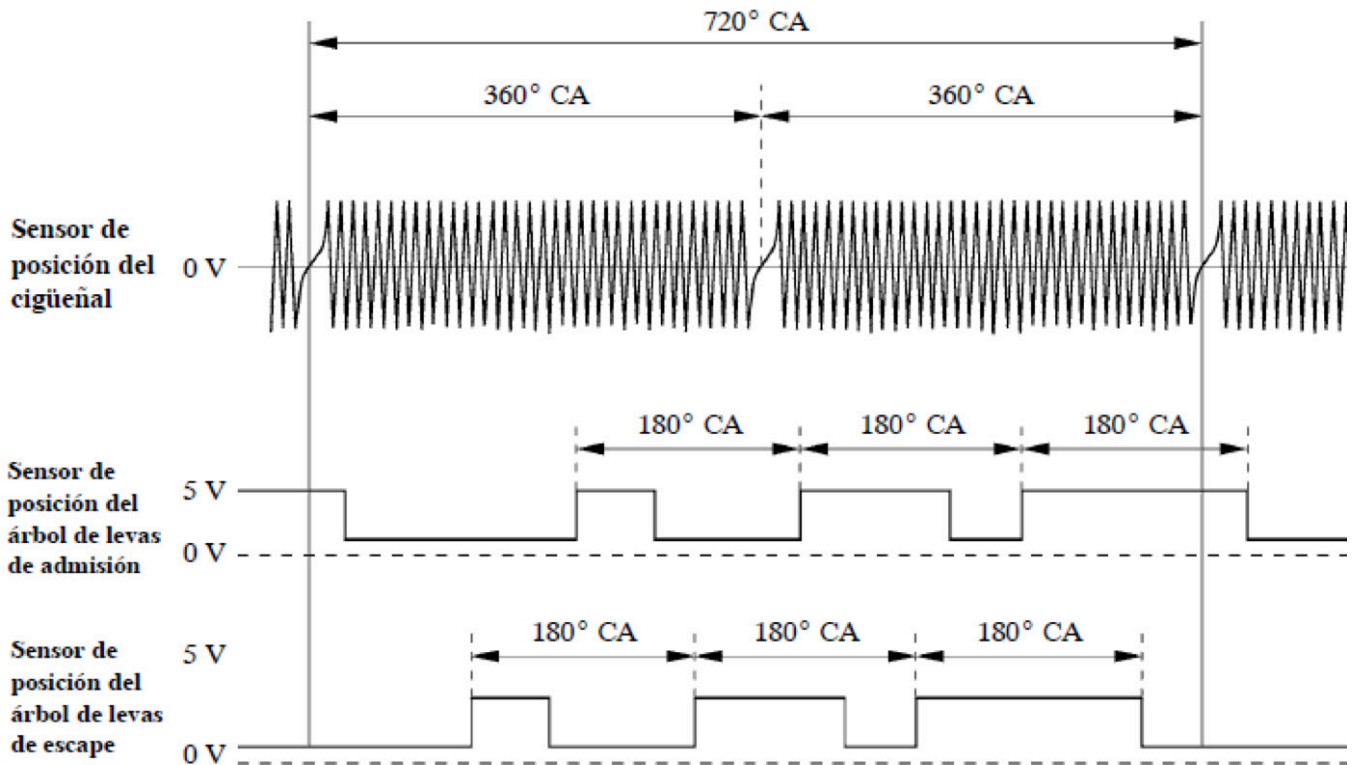 720° CA
360° CA
360° CA
Sensor de
posición del
cigüeñal
0 V
180° CA
180° CA
180° CA
Sensor de
posición del
árbol de levas
de admisión
5 V
0 V
180° CA
180° CA
180° CA
Sensor de
posición del
árbol de levas
de escape
5 V
0 V